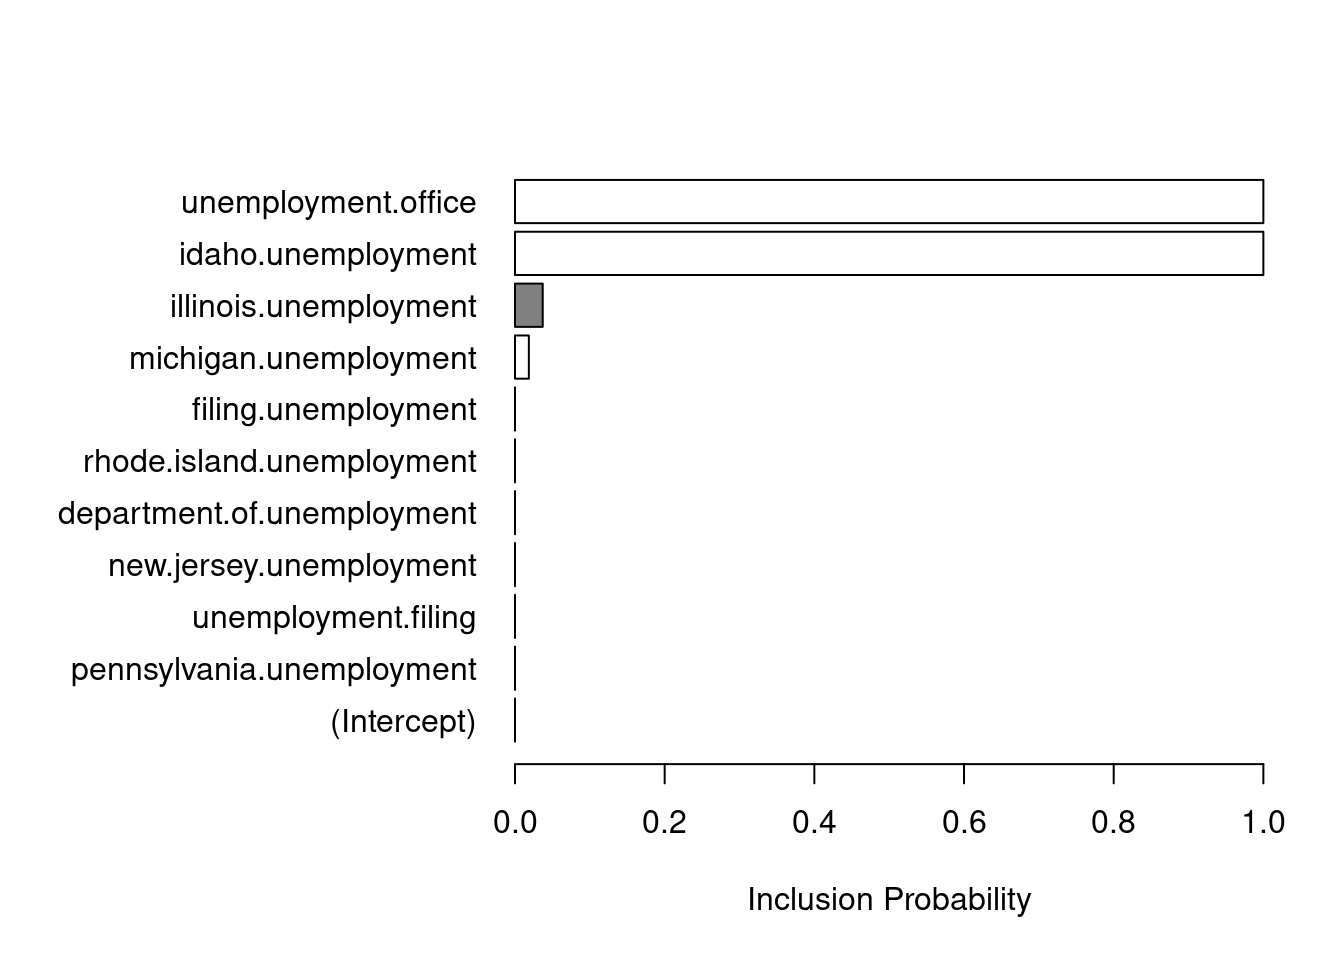 unemployment.office
idaho.unemployment
illinois.unemployment
michigan.unemployment
filing.unemployment
rhode.island.unemployment
department.of.unemployment
new.jersey.unemployment
unemployment.filing
pennsylvania.unemployment
(Intercept)
0.0 0.2 0.4 0.6 0.8 1.0
Inclusion Probability